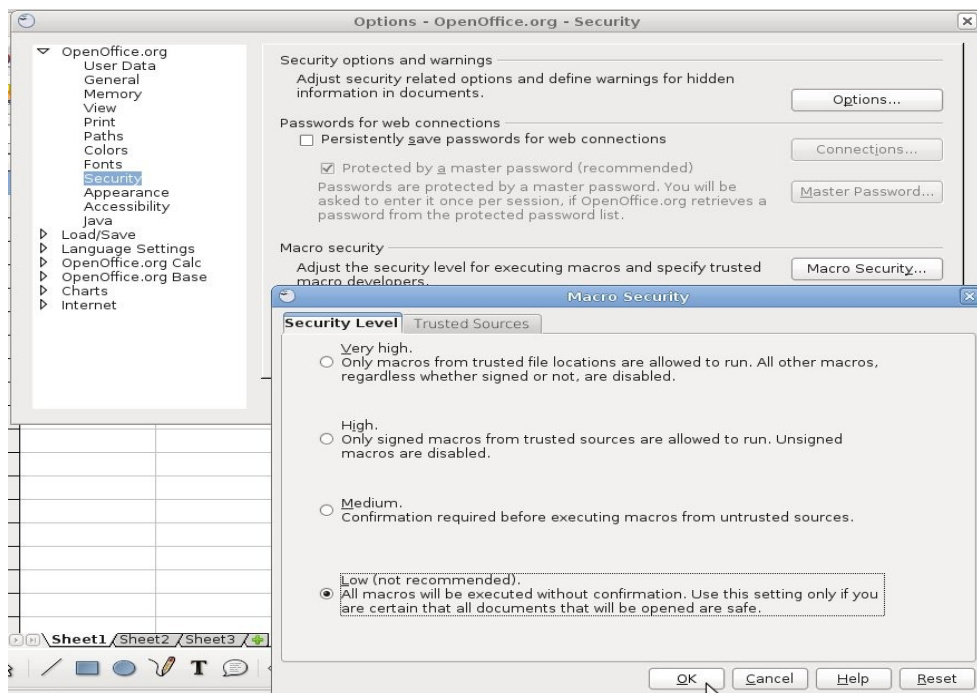 Options - OpenOffice.org - Security
OpenOffice.org
User Data
General
Memory
View
Print
Paths
Colors
Fonts
Security
Appearance
Accessibility
Java
Load/Save
Language Settings
OpenOffice.org Calc
OpenOffice.org Base
Charts
Internet
Security options and warnings
Adjust security related options and define warnings for hidden
information in documents.
Options...
Passwords for web connections
Persistently save passwords for web connections
Connections...
Protected by a master password (recommended)
Passwords are protected by a master password. You will be
asked to enter it once per session, if OpenOffice.org retrieves a
password from the protected password list.
Master Password...
Macro security
Adjust the security level for executing macros and specify trusted
macro developers.
Macro Security...
Macro Security
Security Level
Trusted Sources
Very high.
Only macros from trusted file locations are allowed to run. All other macros,
regardless whether signed or not, are disabled.
High.
Only signed macros from trusted sources are allowed to run. Unsigned
macros are disabled.
Medium.
Confirmation required before executing macros from untrusted sources.
Low (not recommended).
All macros will be executed without confirmation. Use this setting only if you
are certain that all documents that will be opened are safe.
Sheet1 Sheet2 Sheet3
T
OK Cancel Help Reset